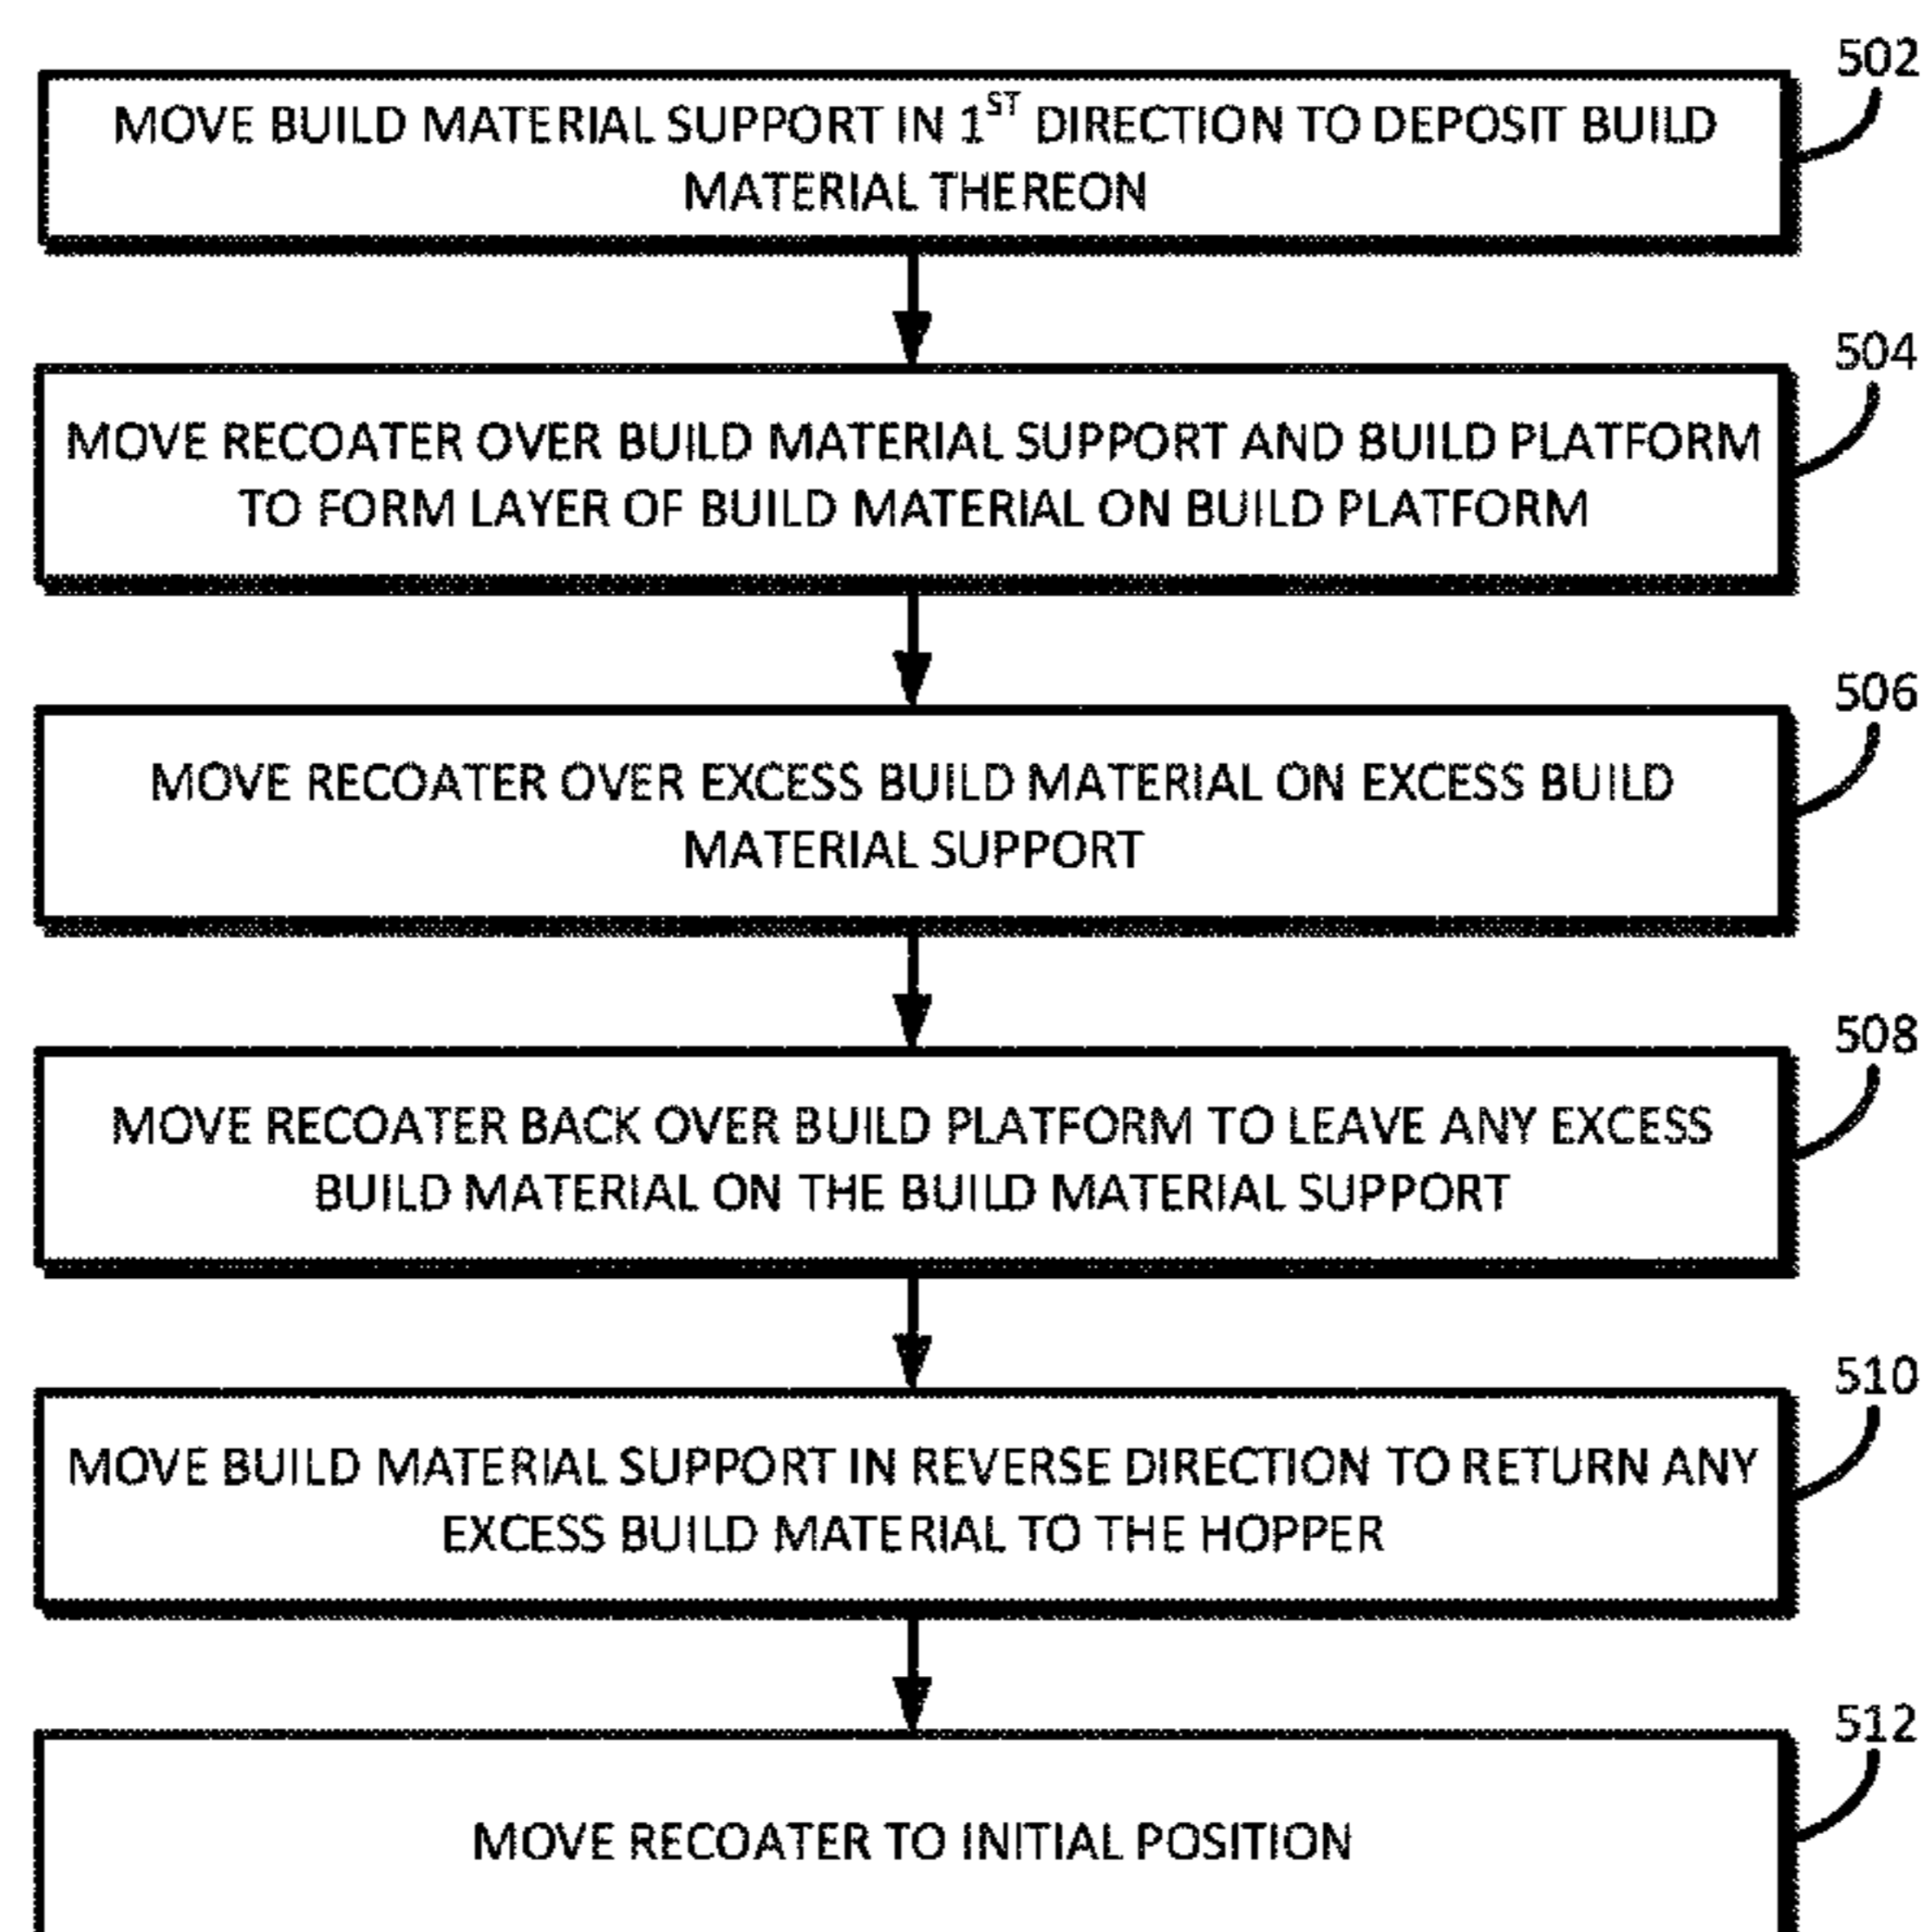 502
MOVE BUILD MATERIAL SUPPORT IN 1ST DIRECTION TO DEPOSIT BUILD
MATERIAL THEREON
504
MOVE RECOATER OVER BUILD MATERIAL SUPPORT AND BUILD PLATFORM
TO FORM LAYER OF BUILD MATERIAL ON BUILD PLATFORM
506
MOVE RECOATER OVER EXCESS BUILD MATERIAL ON EXCESS BUILD
MATERIAL SUPPORT
508
MOVE RECOATER BACK OVER BUILD PLATFORM TO LEAVE ANY EXCESS
BUILD MATERIAL ON THE BUILD MATERIAL SUPPORT
510
MOVE BUILD MATERIAL SUPPORT IN REVERSE DIRECTION TO RETURN ANY
EXCESS BUILD MATERIAL TO THE HOPPER
512
MOVE RECOATER TO INITIAL POSITION